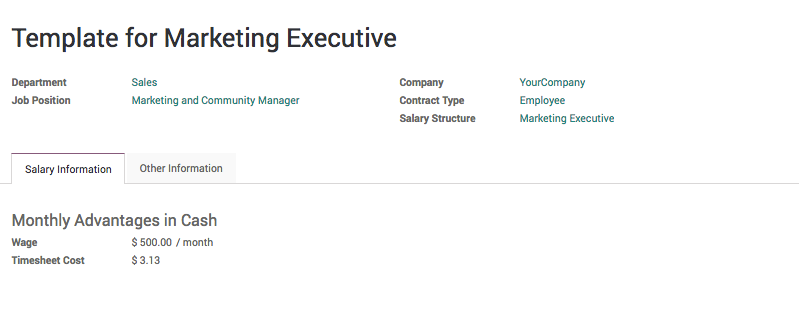 Template for Marketing Executive
Department Sales Company YourCompany
Job Position Marketing and Community Manager Contract Type Employee
Salary Structure Marketing Executive
Salary Information Other Information
Monthly Advantages in Cash
Wage $ 500.00 / month
Timesheet Cost $ 3.13